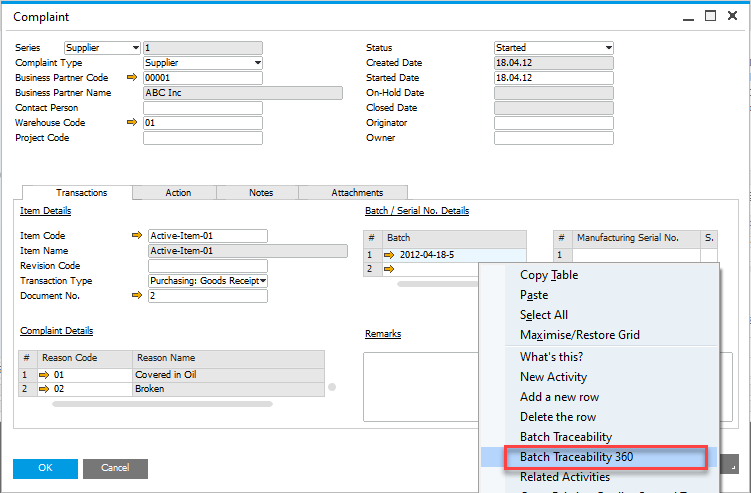 Complaint
Series Supplier 1
Complaint Type Supplier
Business Partner Code 00001
Business Partner Name ABC Inc
Contact Person
Warehouse Code 01
Project Code
Status Started
Created Date 18.04.12
Started Date 18.04.12
On-Hold Date
Closed Date
Originator
Owner
Transactions Action Notes Attachments
Item Details
Item Code Active-Item-01
Item Name Active-Item-01
Revision Code
Transaction Type Purchasing: Goods Receipt
Document No. 2
Batch / Serial No. Details
# Batch
1 2012-04-18-5
2
# Manufacturing Serial No. S.
1
Complaint Details
# Reason Code Reason Name
1 01 Covered in Oil
2 02 Broken
Remarks
Copy Table
Paste
Select All
Maximise/Restore Grid
What's this?
New Activity
Add a new row
Delete the row
Batch Traceability
Batch Traceability 360
Related Activities
OK Cancel